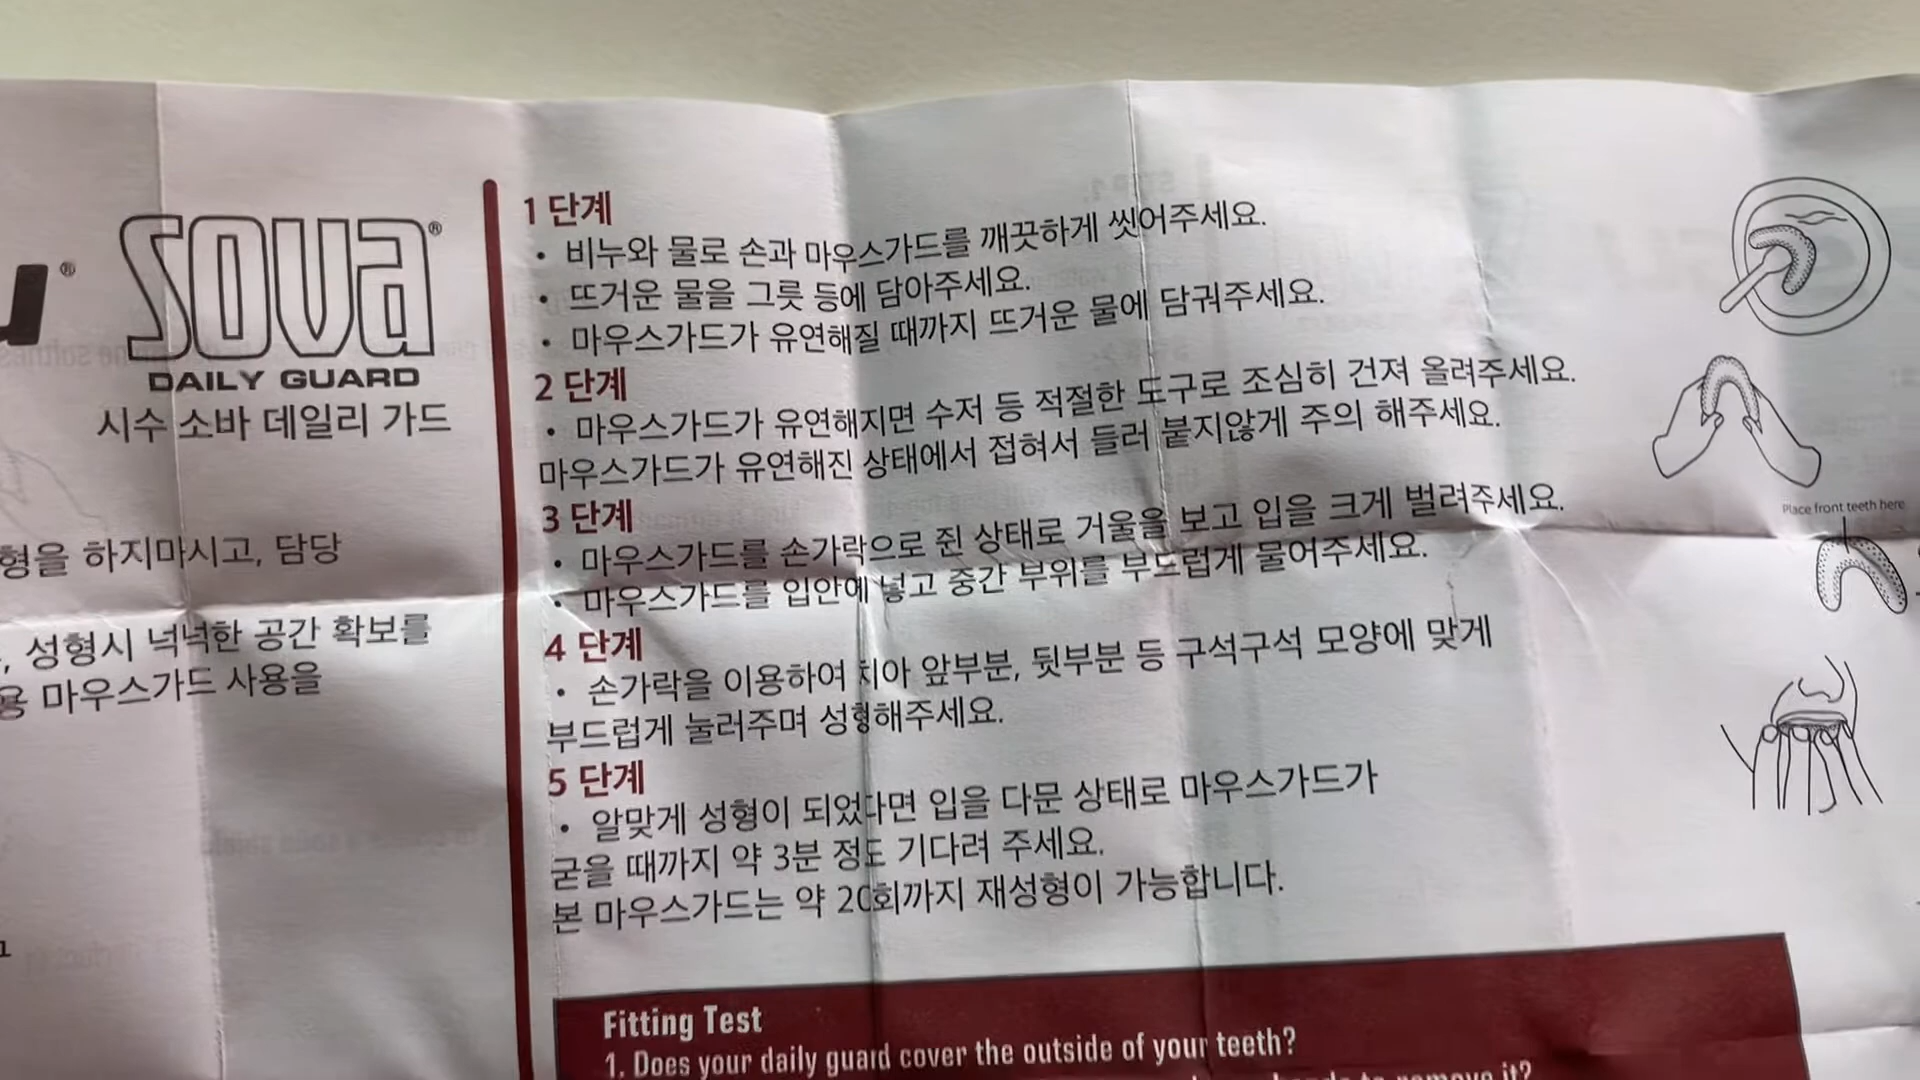 sova®
DAILY GUARD
시수 소바 데일리 가드
형을 하지마시고, 담당
, 성형시 넉넉한 공간 확보를
용 마우스가드 사용을
1 단계
• 비누와 물로 손과 마우스가드를 깨끗하게 씻어주세요.
• 뜨거운 물을 그릇 등에 담아주세요.
• 마우스가드가 유연해질 때까지 뜨거운 물에 담궈주세요.
2 단계
• 마우스가드가 유연해지면 수저 등 적절한 도구로 조심히 건져 올려주세요.
마우스가드가 유연해진 상태에서 접혀서 들러 붙지않게 주의 해주세요.
3 단계
• 마우스가드를 손가락으로 쥔 상태로 거울을 보고 입을 크게 벌려주세요.
• 마우스가드를 입안에 넣고 중간 부위를 부드럽게 물어주세요.
4 단계
• 손가락을 이용하여 치아 앞부분, 뒷부분 등 구석구석 모양에 맞게
부드럽게 눌러주며 성형해주세요.
5 단계
• 알맞게 성형이 되었다면 입을 다문 상태로 마우스가드가
굳을 때까지 약 3분 정도 기다려 주세요.
본 마우스가드는 약 20회까지 재성형이 가능합니다.
Place front teeth here
Fitting Test
1. Does your daily guard cover the outside of your teeth?
to remove it?